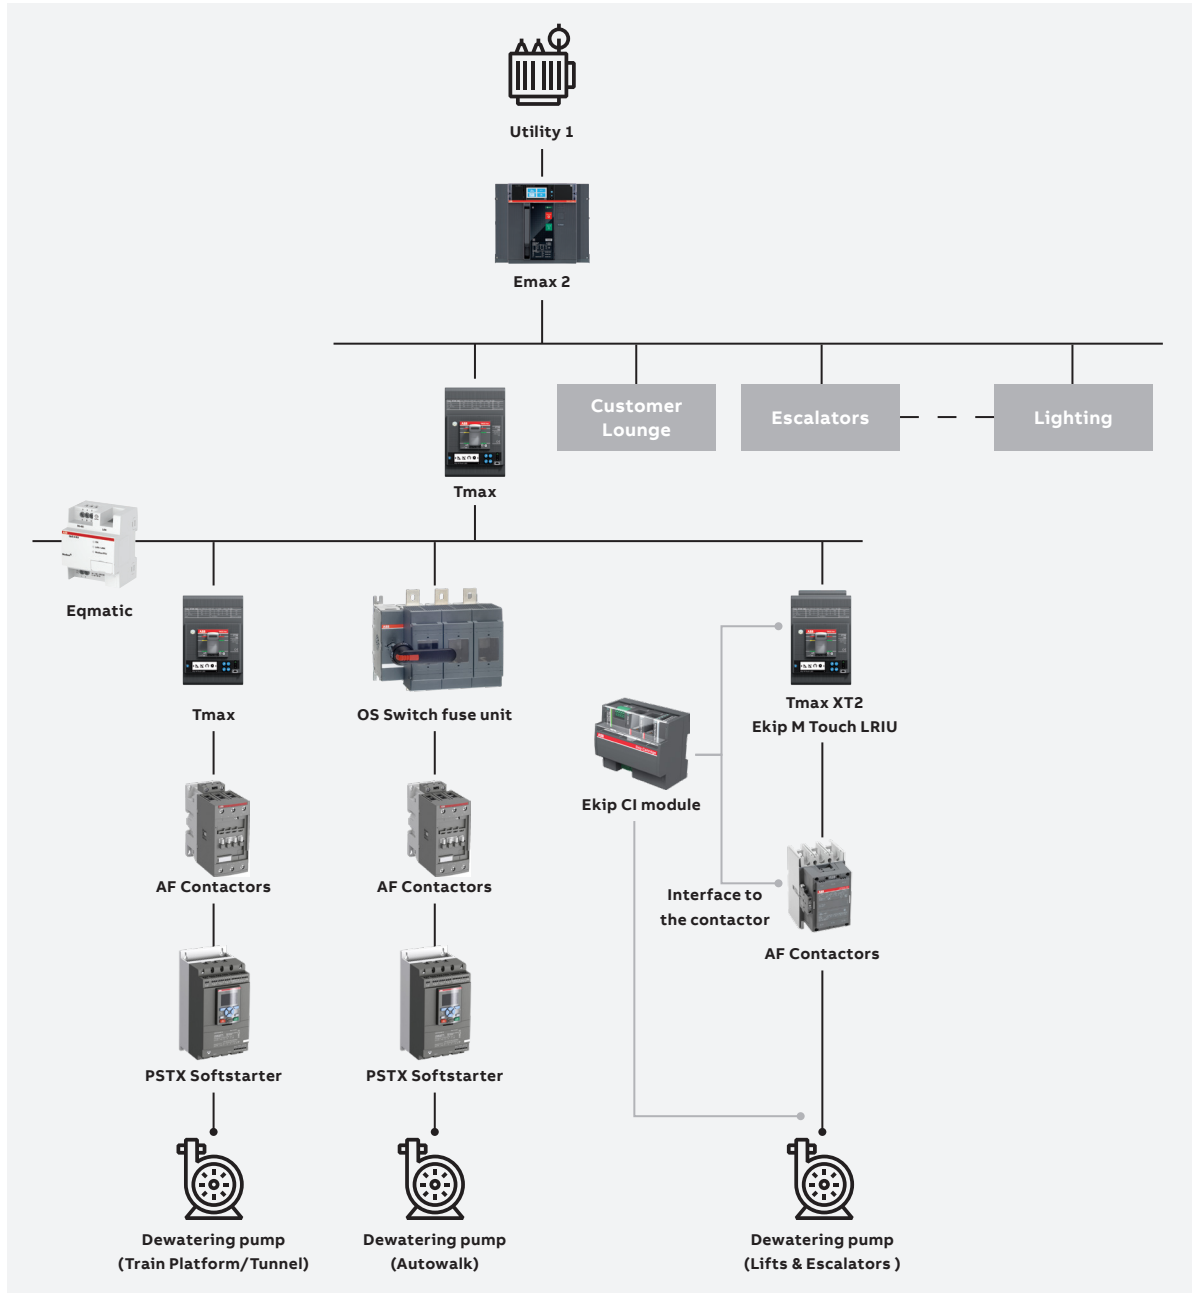 Utility 1
Emax 2
Customer
Lounge
Escalators
Lighting
Tmax
Eqmatic
Tmax
OS Switch fuse unit
Tmax XT2
Ekip M Touch LRIU
Ekip CI module
AF Contactors
AF Contactors
Interface to
the contactor
AF Contactors
PSTX Softstarter
PSTX Softstarter
Dewatering pump
(Train Platform/Tunnel)
Dewatering pump
(Autowalk)
Dewatering pump
(Lifts & Escalators )